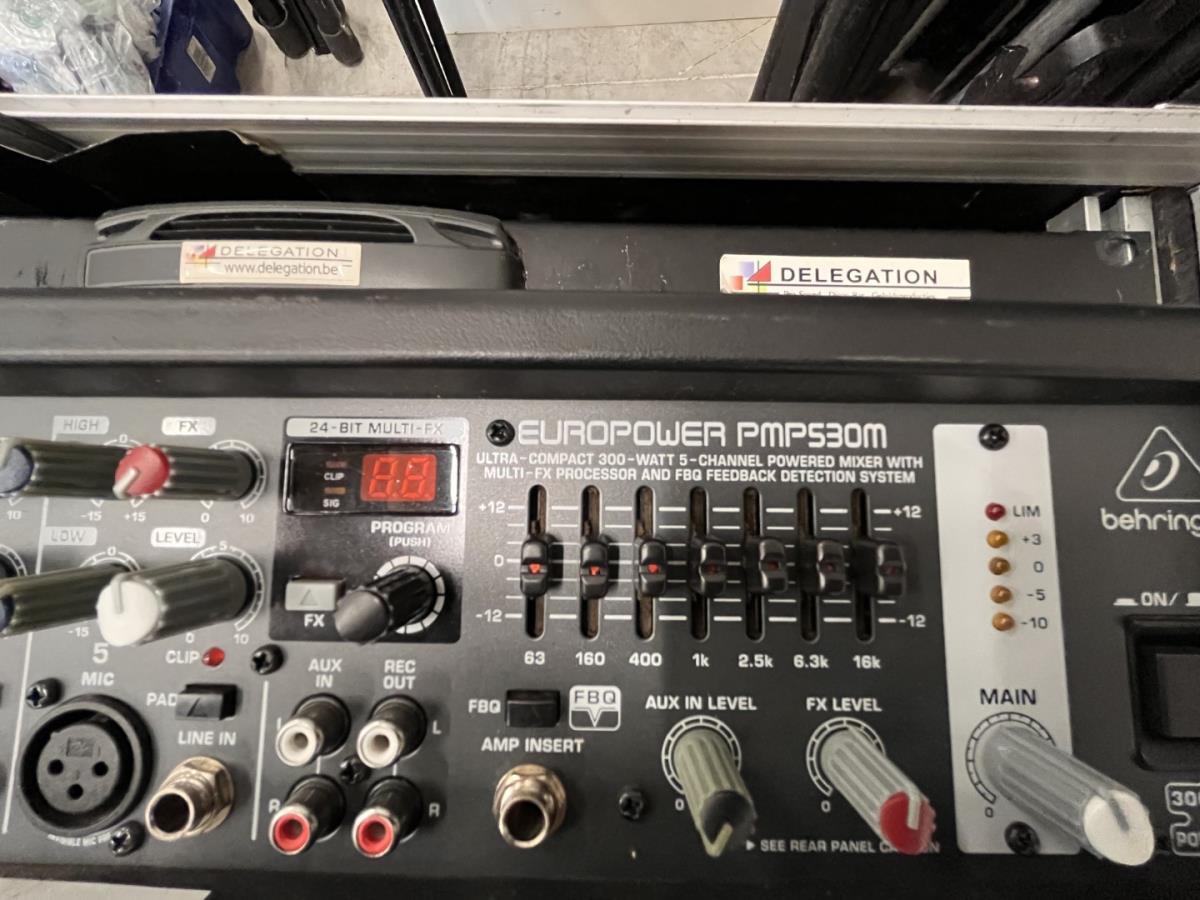 DELEGATION
www.delegation.be
DELEGATION
HIGH
FX
-15
+15
0
10
10
LOW
LEVEL
0
5
-15
0
10
CLIP
5
MIC
PAD
LINE IN
24-BIT MULTI-FX
CLIP
SIG
PROGRAM
(PUSH)
FX
AUX
IN
REC
OUT
L
L
R
R
EUROPOWER PMP530M
ULTRA-COMPACT 300-WATT 5-CHANNEL POWERED MIXER WITH
MULTI-FX PROCESSOR AND FBQ FEEDBACK DETECTION SYSTEM
+12
+12
0
-12
-12
63 160 400 1k 2.5k 6.3k 16k
FBQ
FBQ
AMP INSERT
AUX IN LEVEL
0
FX LEVEL
0
SEE REAR PANEL
LIM
+3
0
-5
-10
MAIN
0
behring
ON/
300
PO